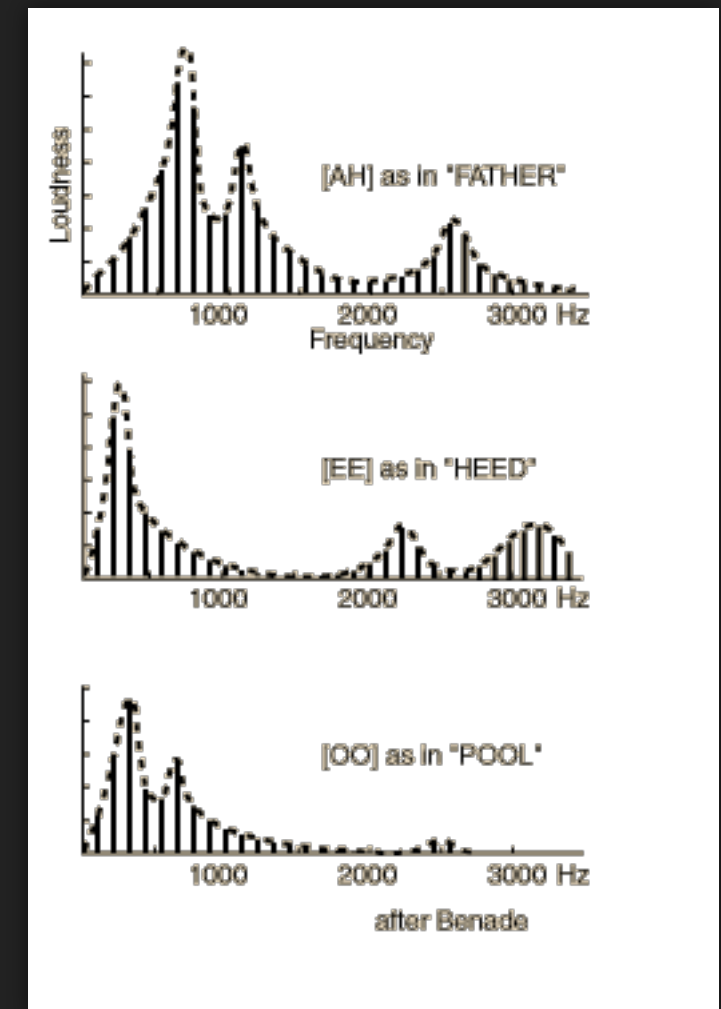 Loudness
[AH] as in "FATHER"
1000 2000 3000 Hz
Frequency
[EE] as in "HEED"
1000 2000 3000 Hz
[OO] as in "POOL"
1000 2000 3000 Hz
after Benade